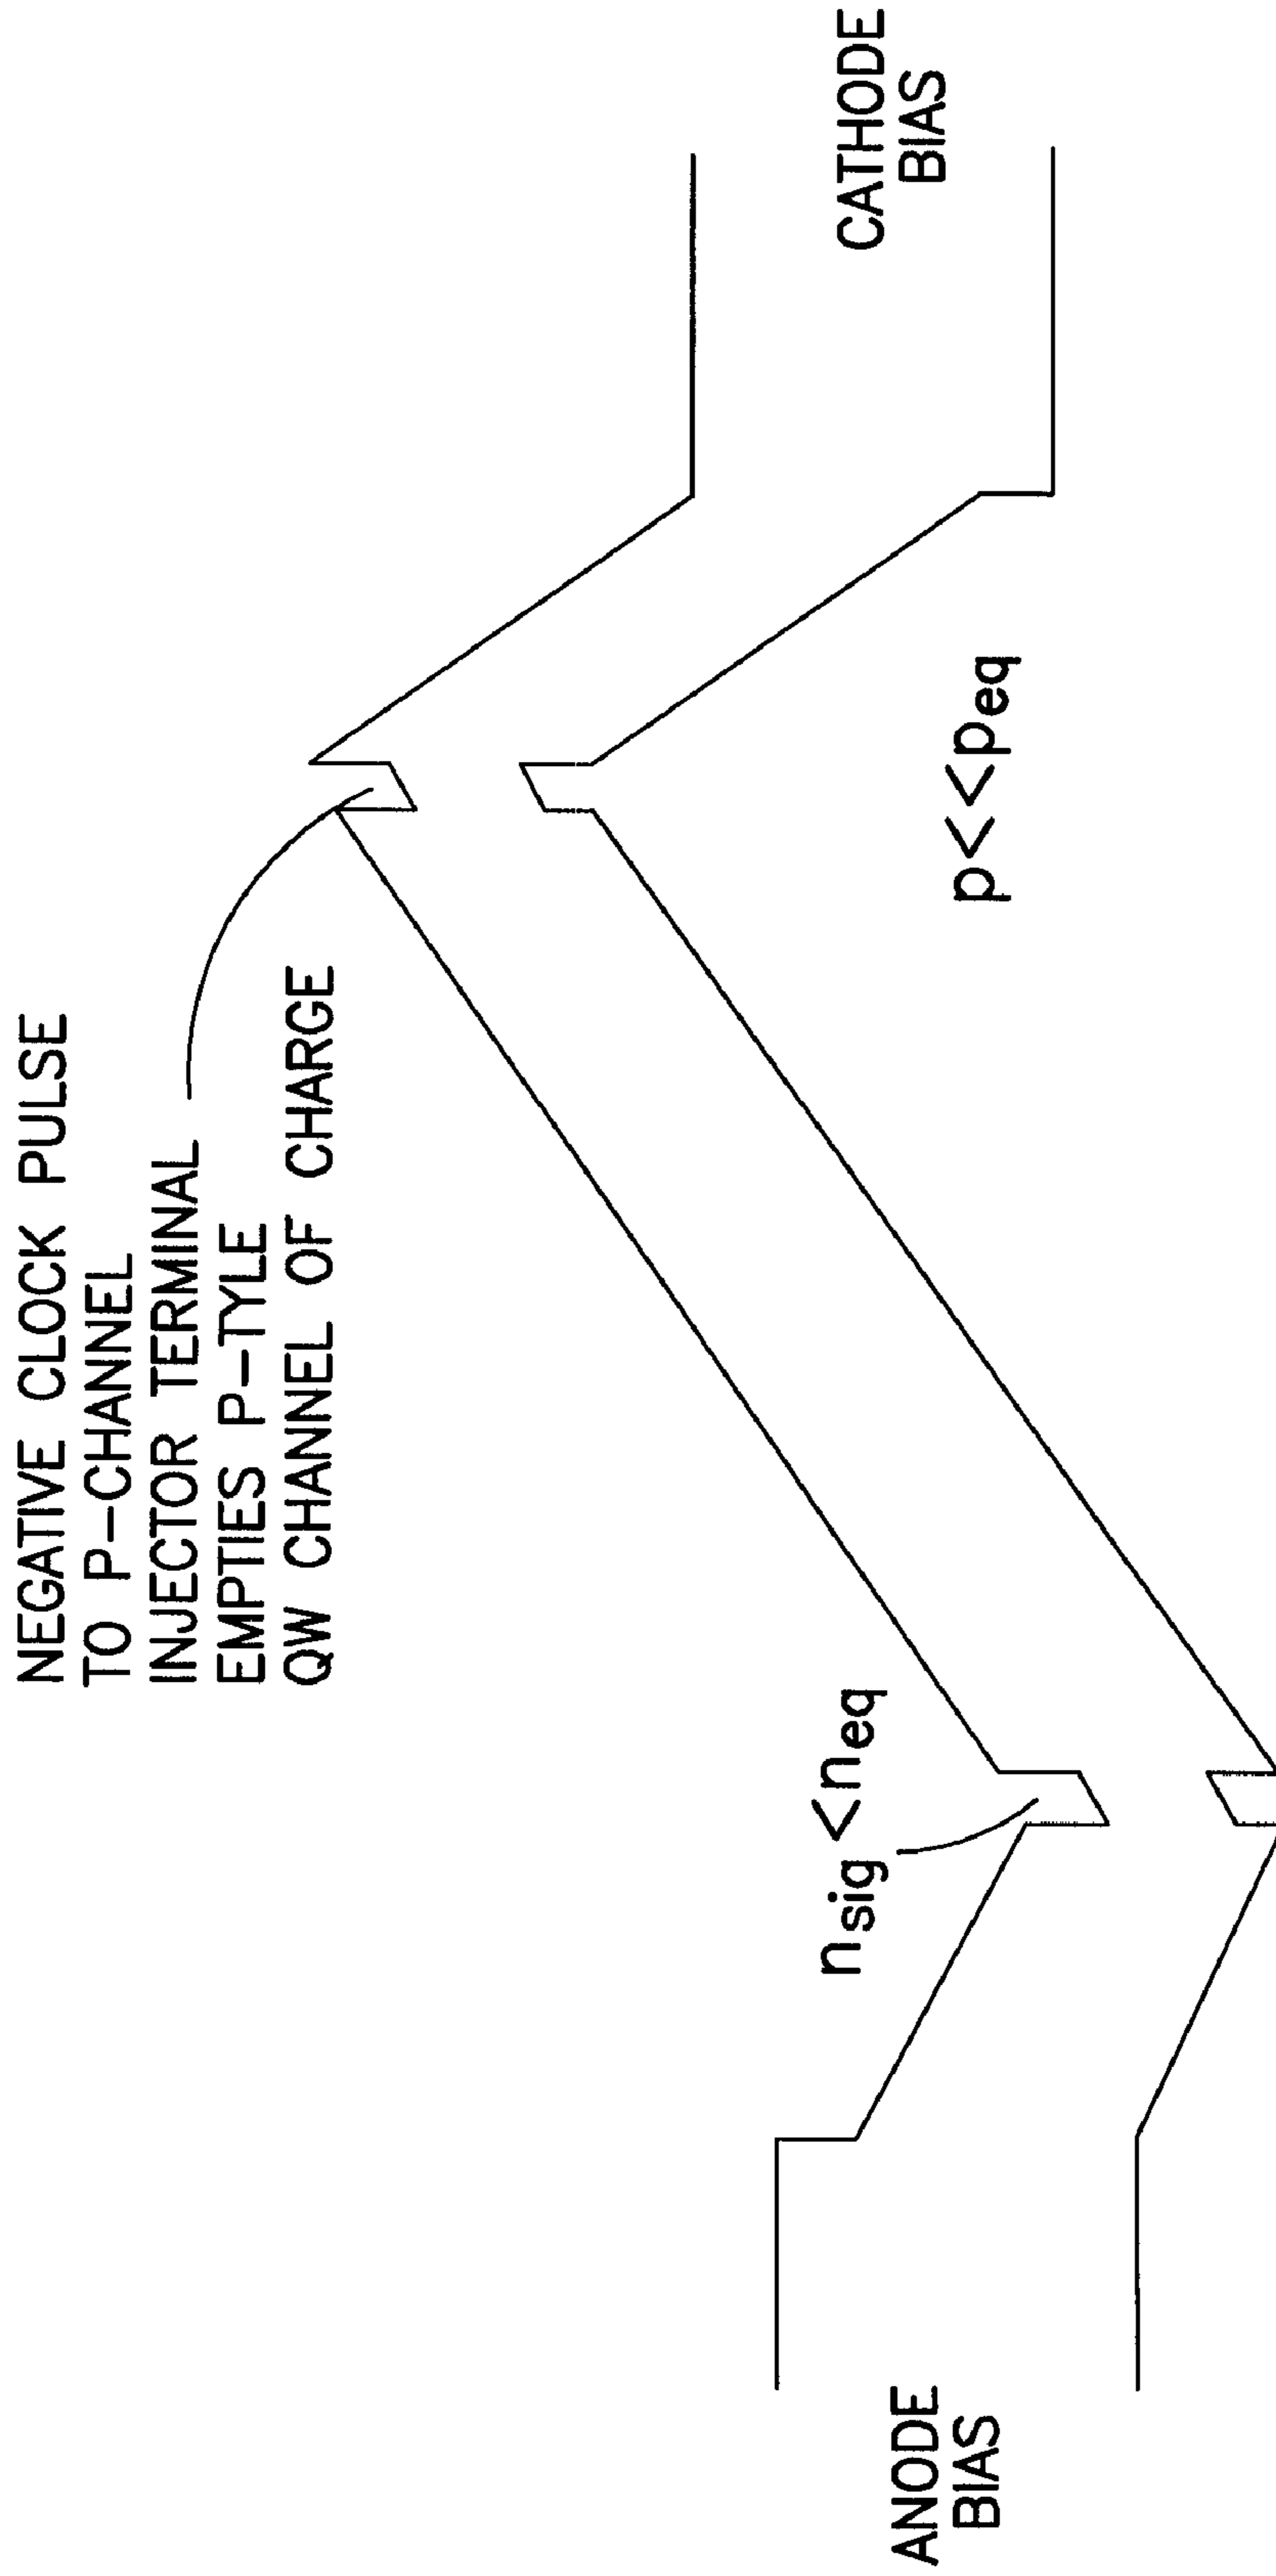 NEGATIVE CLOCK PULSE
TO P-CHANNEL
INJECTOR TERMINAL
EMPTIES P-TYLE
QW CHANNEL OF CHARGE
nsig<neq
p<<peq
ANODE
BIAS
CATHODE
BIAS